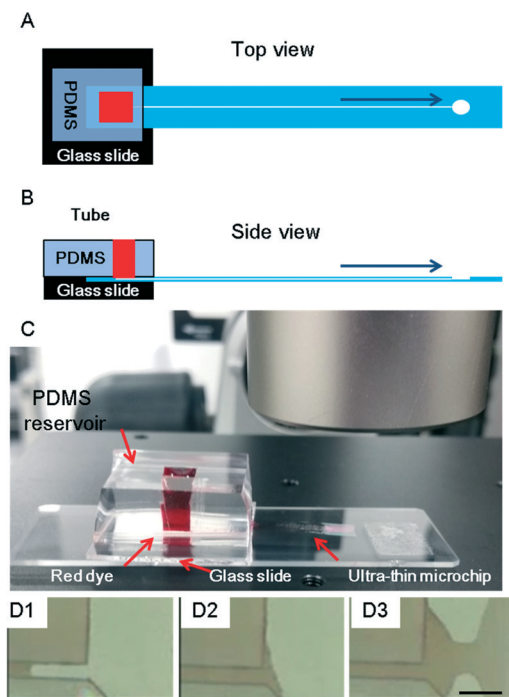 A
Top view
PDMS
Glass slide
B
Tube
Side view
PDMS
Glass slide
C
PDMS
reservoir
Red dye
Glass slide
Ultra-thin microchip
D1
D2
D3